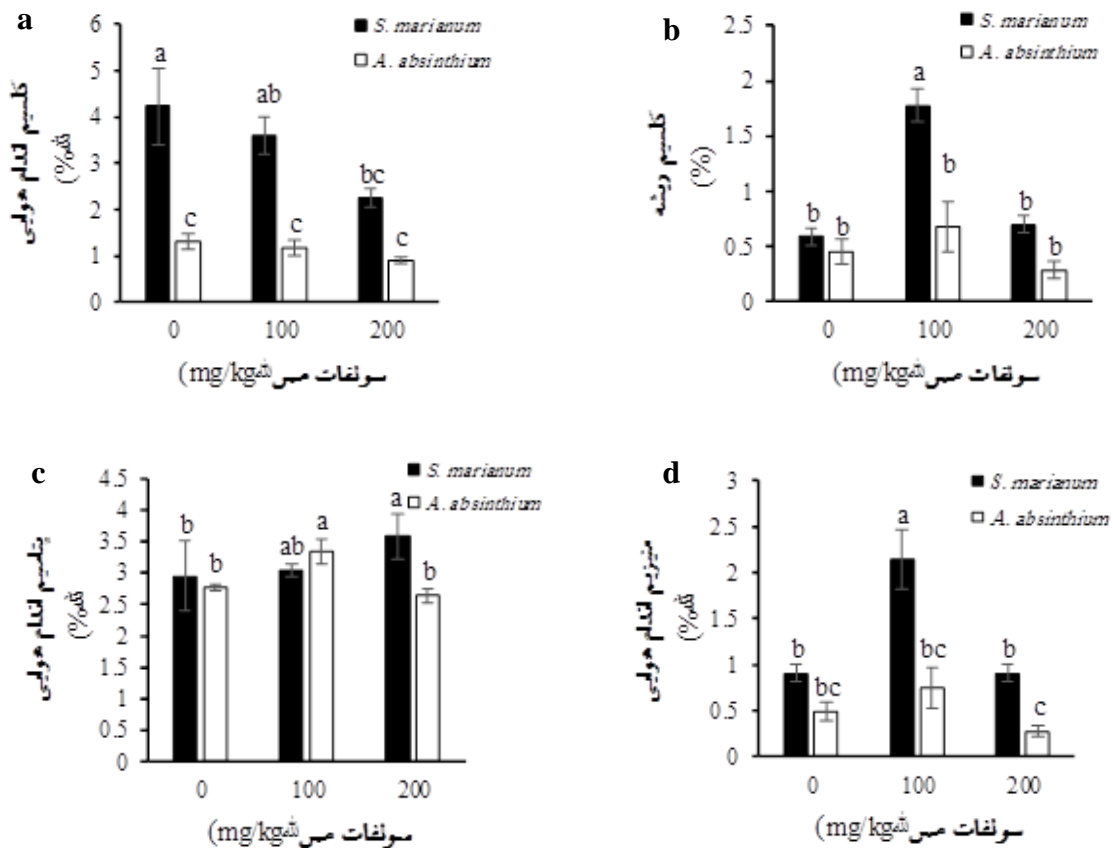 a
6
5
4
3
2
1
0
S. marianum
A. absinthium
a
ab
bc
c
c
c
0 100 200
کلسیم اندام هوایی
(%
سولفات مس
(mg/kg
b
2.5
2
1.5
1
0.5
0
S. marianum
A. absinthium
b
b
a
b
b
b
0 100 200
کلسیم ریشه
(%)
سولفات مس
(mg/kg
c
4.5
4
3.5
3
2.5
2
1.5
1
0.5
0
S. marianum
A. absinthium
b
b
ab
a
a
b
0 100 200
پتاسیم اندام هوایی
(%
سولفات مس
(mg/kg
d
3
2.5
2
1.5
1
0.5
0
S. marianum
A. absinthium
b
bc
a
bc
b
c
0 100 200
منیزیم اندام هوایی
(%
سولفات مس
(mg/kg